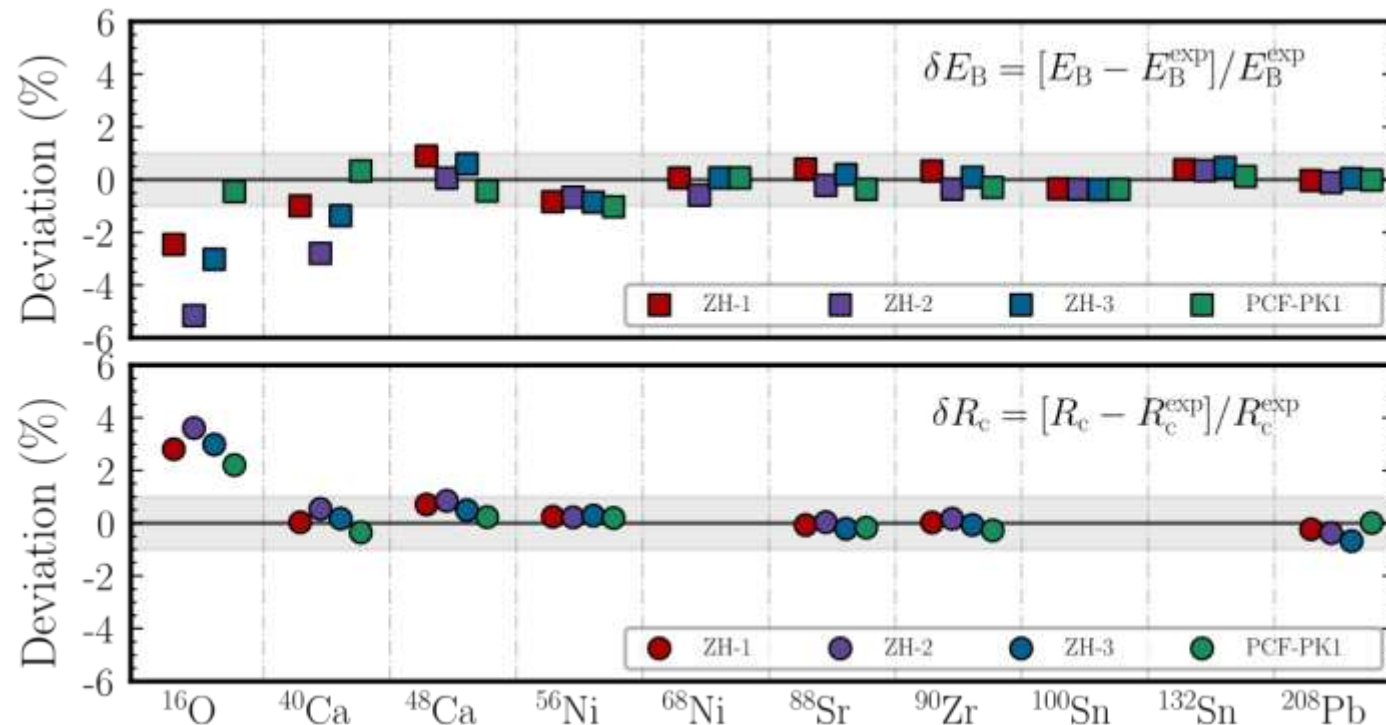 6
4
2
0
-2
-4
-6
Deviation (%)
δE_B = [E_B − E_B^exp]/E_B^exp
ZH-1 ZH-2 ZH-3 PCF-PK1
6
4
2
0
-2
-4
-6
Deviation (%)
δR_c = [R_c − R_c^exp]/R_c^exp
ZH-1 ZH-2 ZH-3 PCF-PK1
¹⁶O ⁴⁰Ca ⁴⁸Ca ⁵⁶Ni ⁶⁸Ni ⁸⁸Sr ⁹⁰Zr ¹⁰⁰Sn ¹³²Sn ²⁰⁸Pb